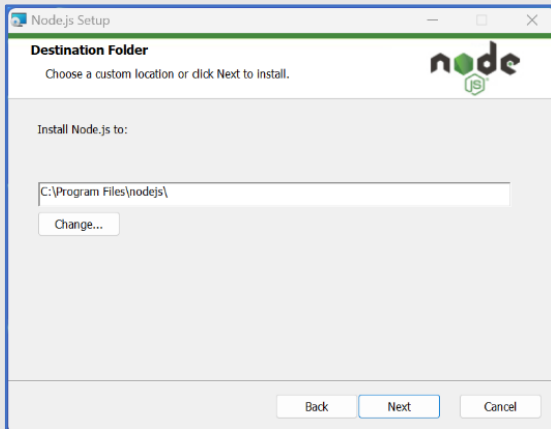 Node.js Setup
Destination Folder
Choose a custom location or click Next to install.
node
JS
Install Node.js to:
C:\Program Files\nodejs\
Change...
Back Next Cancel